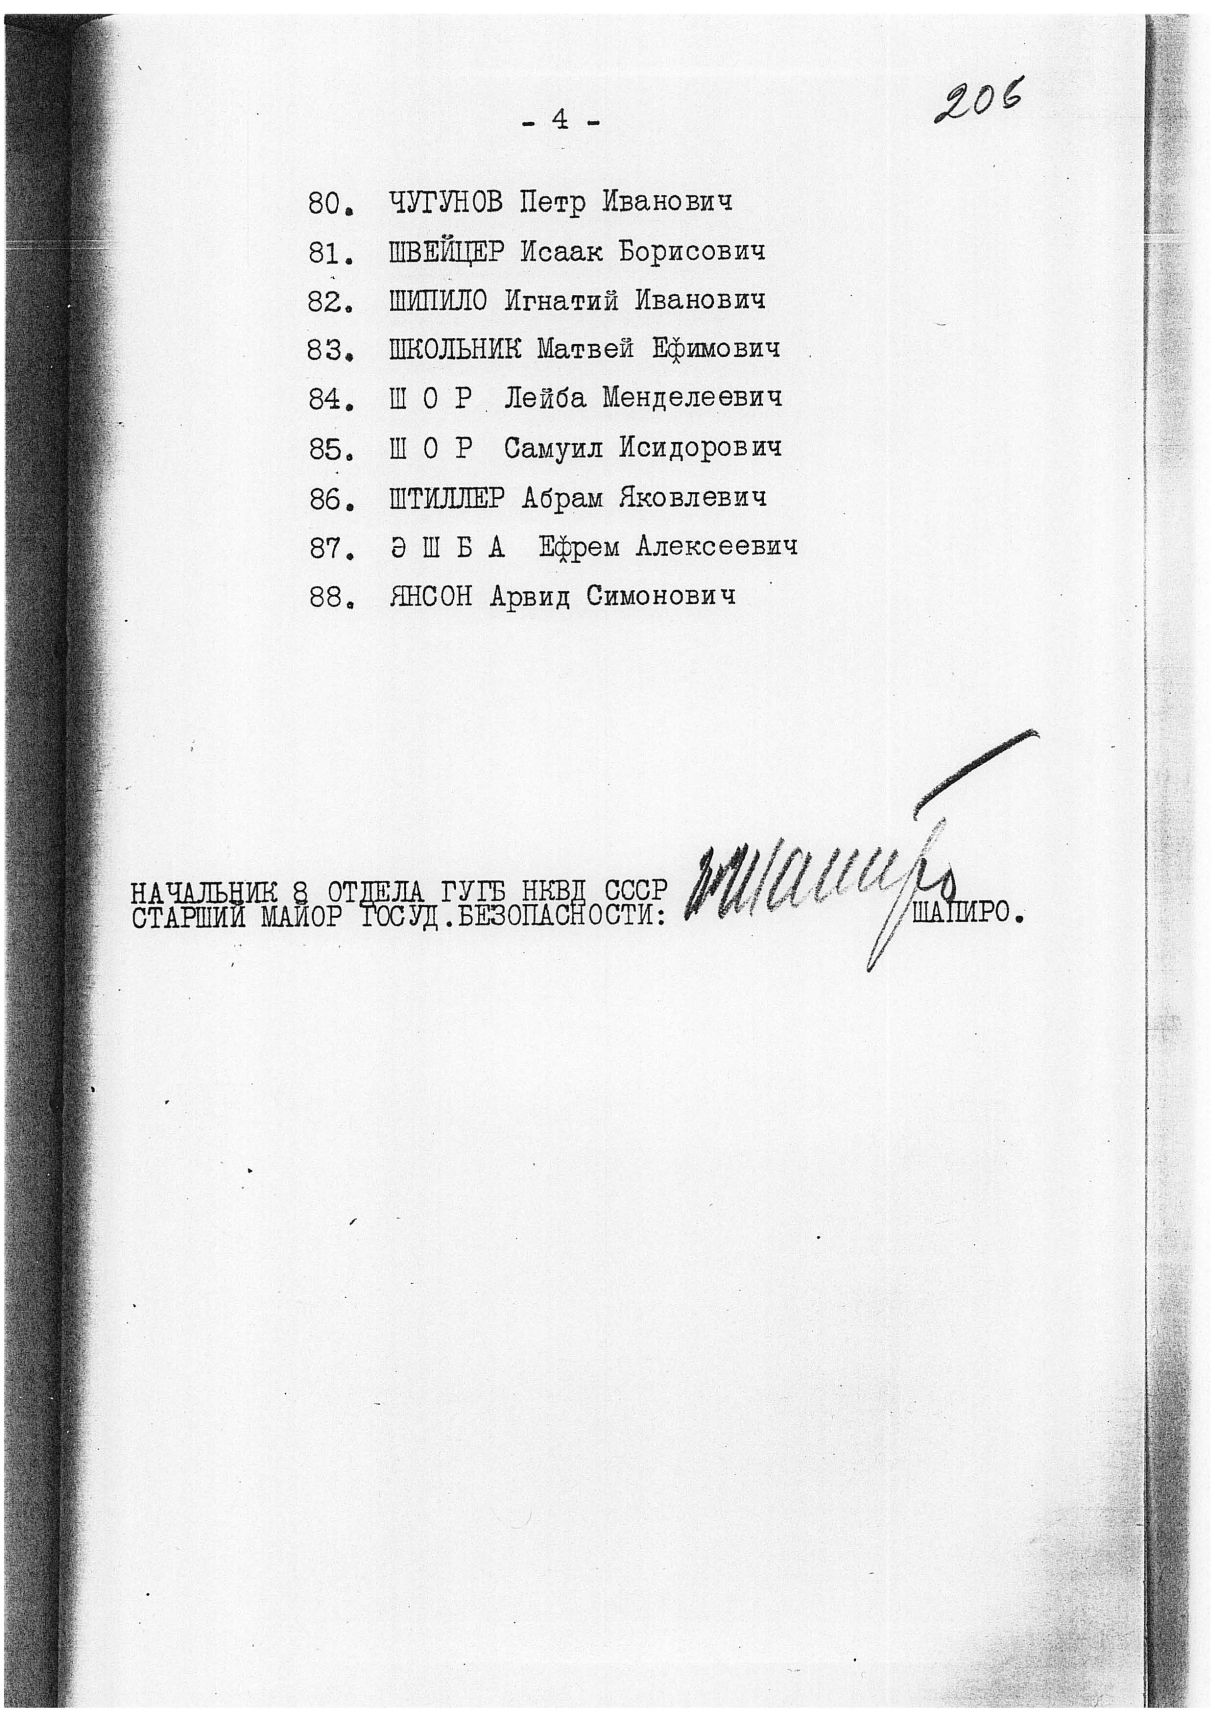 206
- 4 -
80. ЧУГУНОВ Петр Иванович
81. ШВЕЙЦЕР Исаак Борисович
82. ШИПИЛО Игнатий Иванович
83. ШКОЛЬНИК Матвей Ефимович
84. Ш О Р Лейба Менделеевич
85. Ш О Р Самуил Исидорович
86. ШТИЛЛЕР Абрам Яковлевич
87. Э Ш Б А Ефрем Алексеевич
88. ЯНСОН Арвид Симонович
НАЧАЛЬНИК 8 ОТДЕЛА ГУГБ НКВД СССР
СТАРШИЙ МАЙОР ГОСУД.БЕЗОПАСНОСТИ: ШАПИРО.